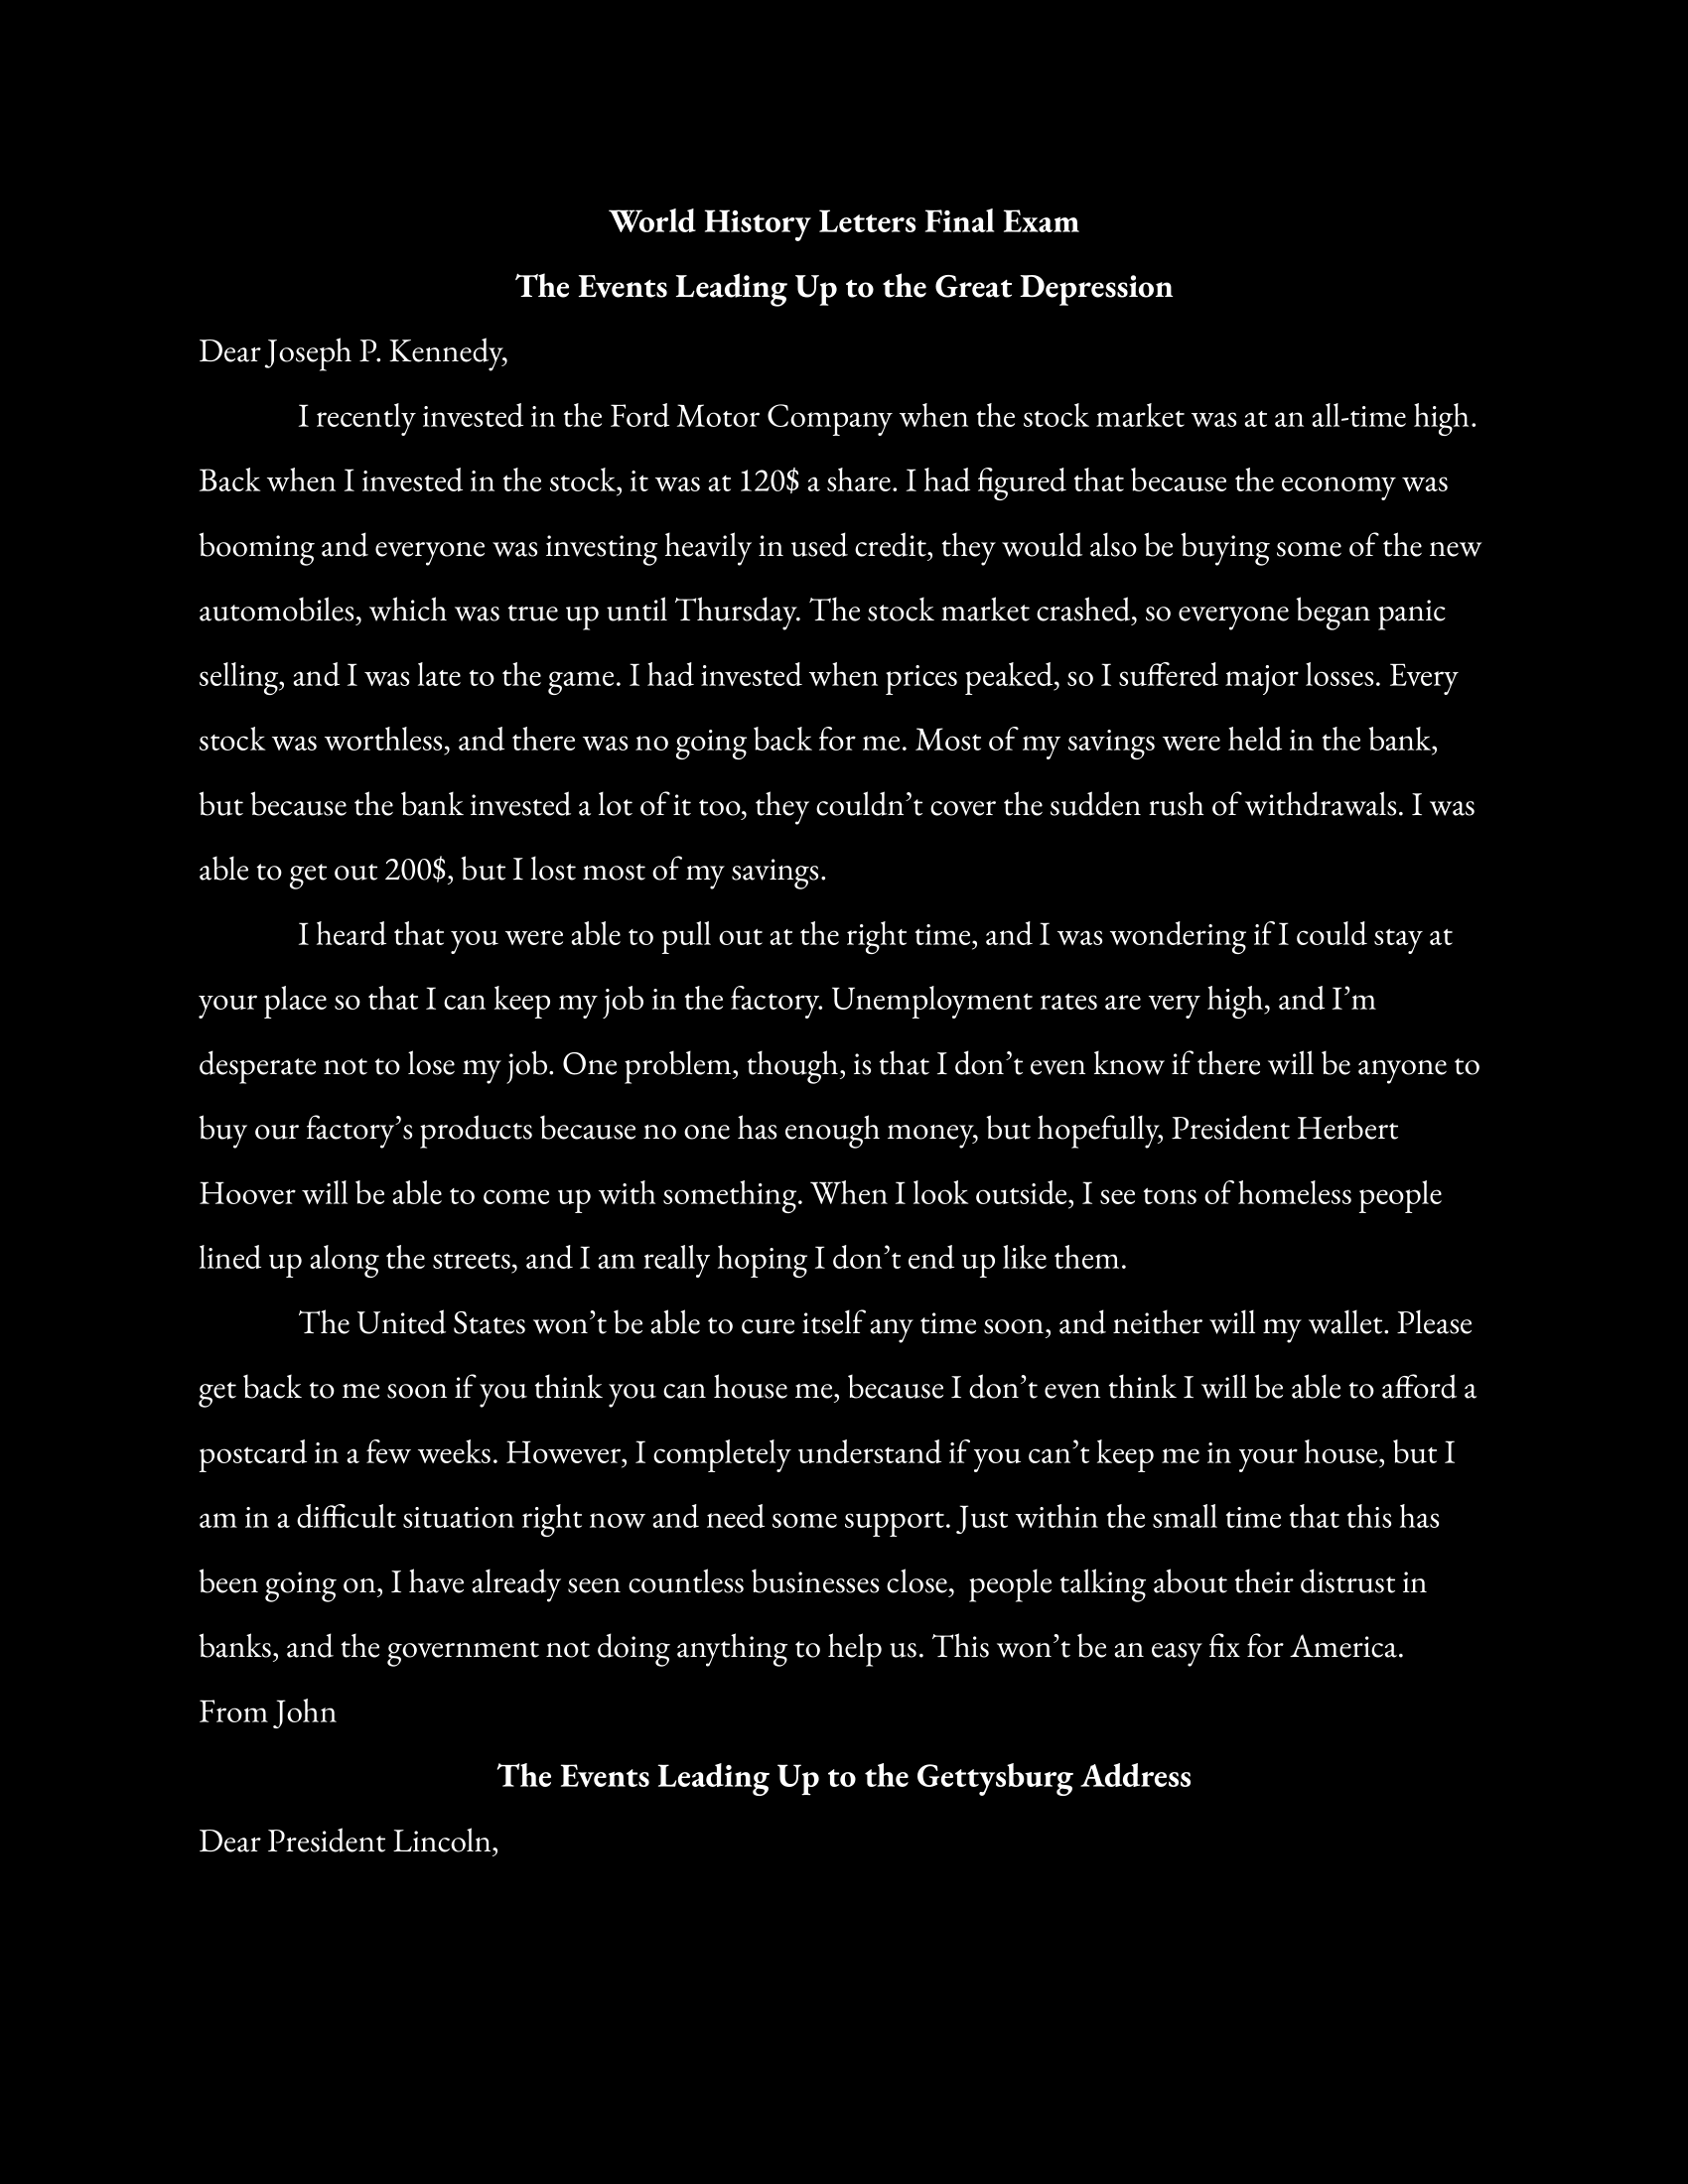 World History Letters Final Exam
The Events Leading Up to the Great Depression
Dear Joseph P. Kennedy,
I recently invested in the Ford Motor Company when the stock market was at an all-time high.
Back when I invested in the stock, it was at 120$ a share. I had figured that because the economy was
booming and everyone was investing heavily in used credit, they would also be buying some of the new
automobiles, which was true up until Thursday. The stock market crashed, so everyone began panic
selling, and I was late to the game. I had invested when prices peaked, so I suffered major losses. Every
stock was worthless, and there was no going back for me. Most of my savings were held in the bank,
but because the bank invested a lot of it too, they couldn’t cover the sudden rush of withdrawals. I was
able to get out 200$, but I lost most of my savings.
I heard that you were able to pull out at the right time, and I was wondering if I could stay at
your place so that I can keep my job in the factory. Unemployment rates are very high, and I’m
desperate not to lose my job. One problem, though, is that I don’t even know if there will be anyone to
buy our factory’s products because no one has enough money, but hopefully, President Herbert
Hoover will be able to come up with something. When I look outside, I see tons of homeless people
lined up along the streets, and I am really hoping I don’t end up like them.
The United States won’t be able to cure itself any time soon, and neither will my wallet. Please
get back to me soon if you think you can house me, because I don’t even think I will be able to afford a
postcard in a few weeks. However, I completely understand if you can’t keep me in your house, but I
am in a difficult situation right now and need some support. Just within the small time that this has
been going on, I have already seen countless businesses close,  people talking about their distrust in
banks, and the government not doing anything to help us. This won’t be an easy fix for America.
From John
The Events Leading Up to the Gettysburg Address
Dear President Lincoln,